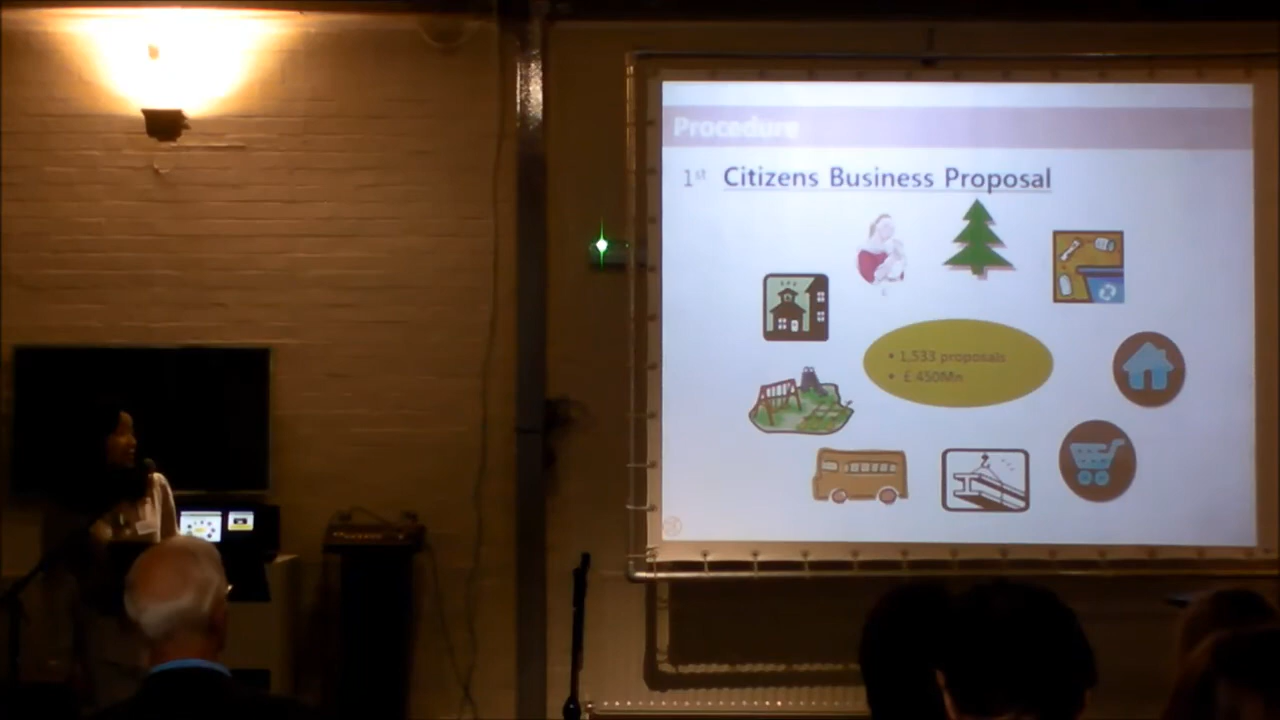 Procedure
1st Citizens Business Proposal
• 1,533 proposals
• £ 450Mn